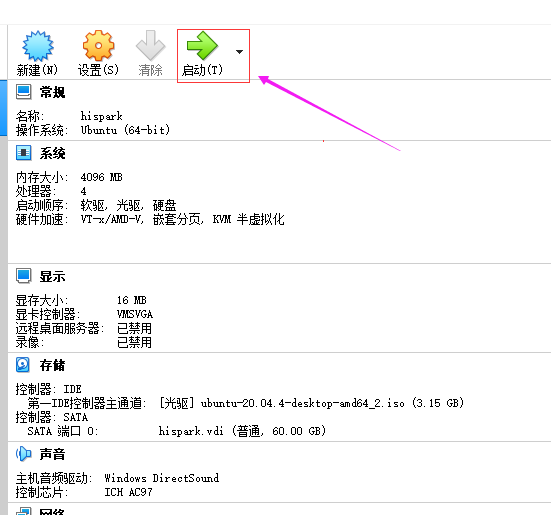 新建(N) 设置(S) 清除 启动(T)
常规
名称: hispark
操作系统: Ubuntu (64-bit)
系统
内存大小: 4096 MB
处理器: 4
启动顺序: 软驱, 光驱, 硬盘
硬件加速: VT-x/AMD-V, 嵌套分页, KVM 半虚拟化
显示
显存大小: 16 MB
显卡控制器: VMSVGA
远程桌面服务器: 已禁用
录像: 已禁用
存储
控制器: IDE
第一IDE控制器主通道: [光驱] ubuntu-20.04.4-desktop-amd64_2.iso (3.15 GB)
控制器: SATA
SATA 端口 0: hispark.vdi (普通, 60.00 GB)
声音
主机音频驱动: Windows DirectSound
控制芯片: ICH AC97
网络